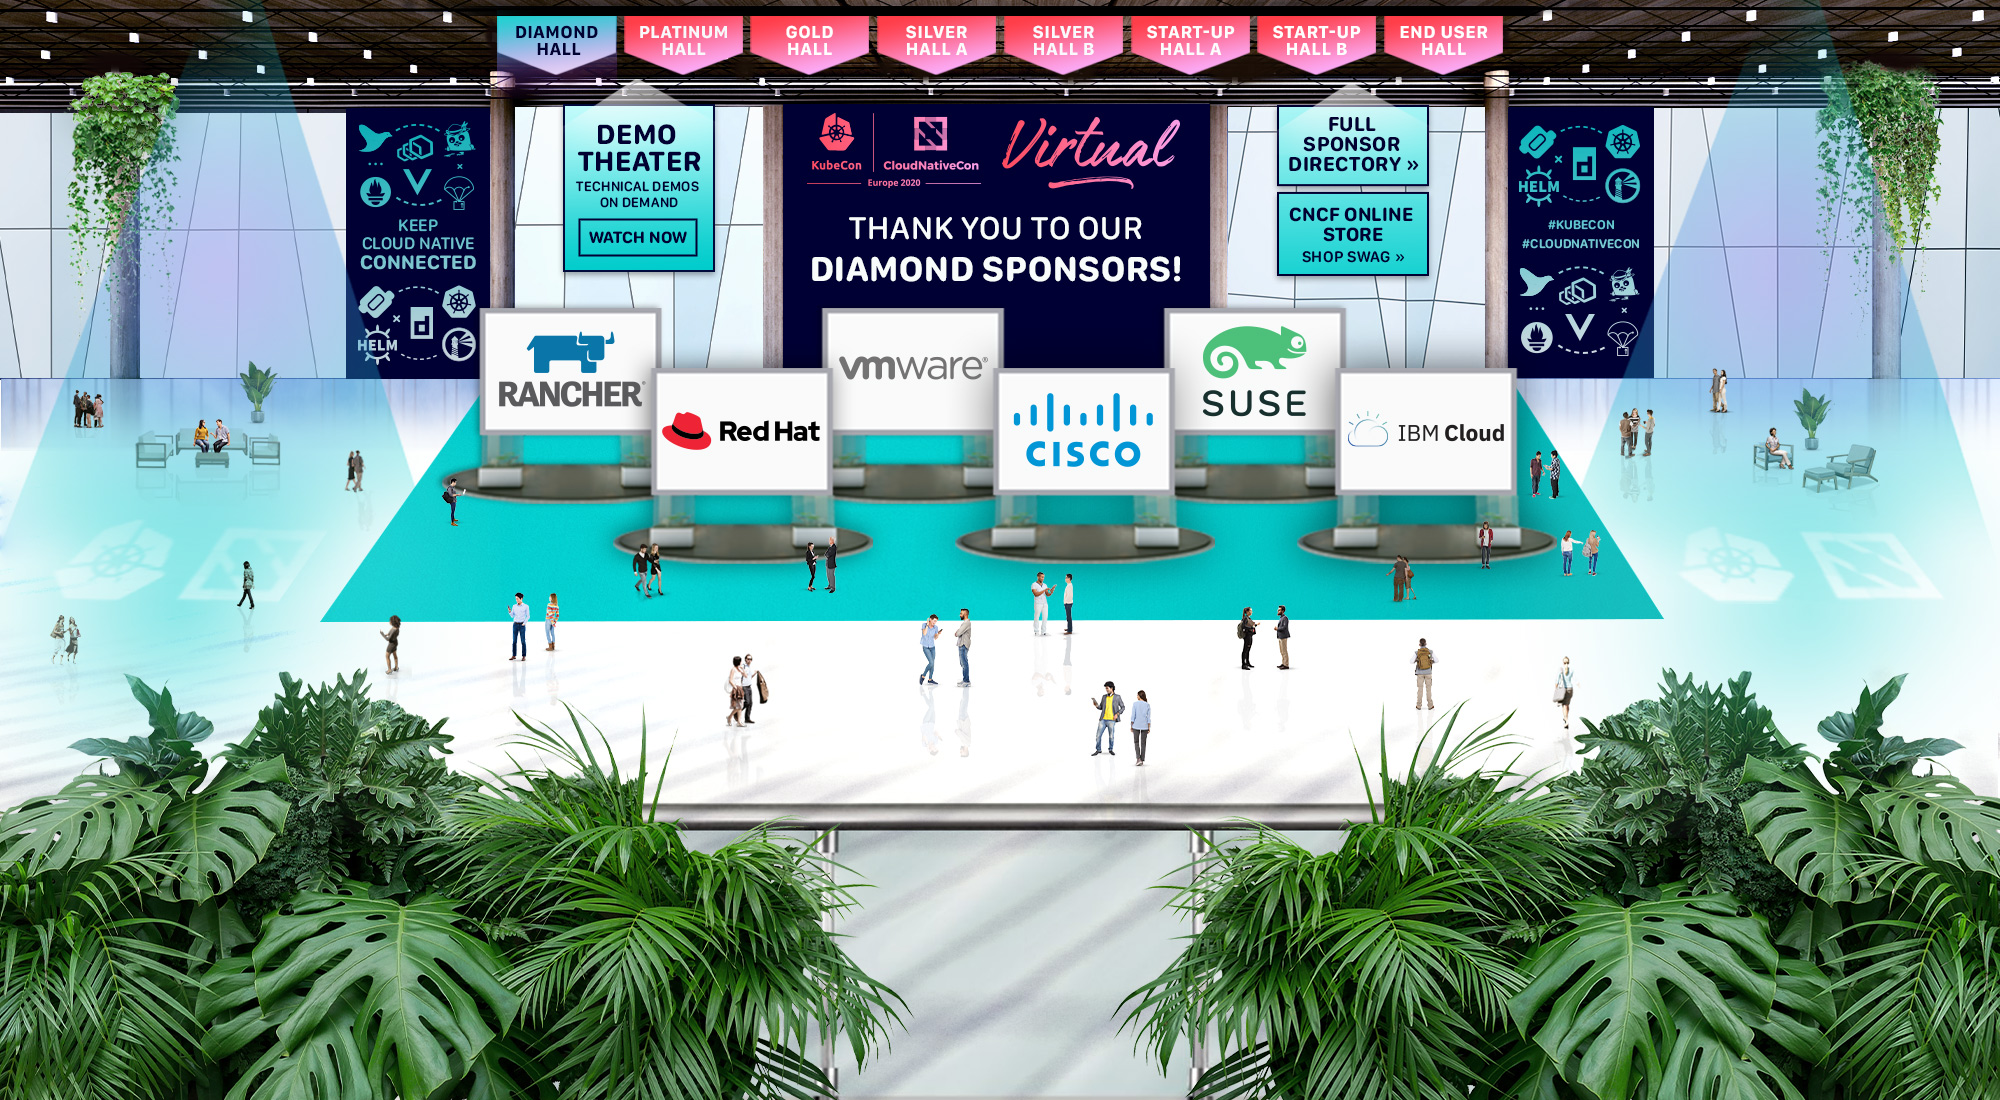 DIAMOND
HALL
PLATINUM
HALL
GOLD
HALL
SILVER
HALL A
SILVER
HALL B
START-UP
HALL A
START-UP
HALL B
END USER
HALL
KEEP
CLOUD NATIVE
CONNECTED
HELM
DEMO
THEATER
TECHNICAL DEMOS
ON DEMAND
WATCH NOW
KubeCon
CloudNativeCon
Europe 2020
Virtual
THANK YOU TO OUR
DIAMOND SPONSORS!
FULL
SPONSOR
DIRECTORY »
CNCF ONLINE
STORE
SHOP SWAG »
HELM
#KUBECON
#CLOUDNATIVECON
RANCHER®
Red Hat
vmware®
CISCO
SUSE
IBM Cloud